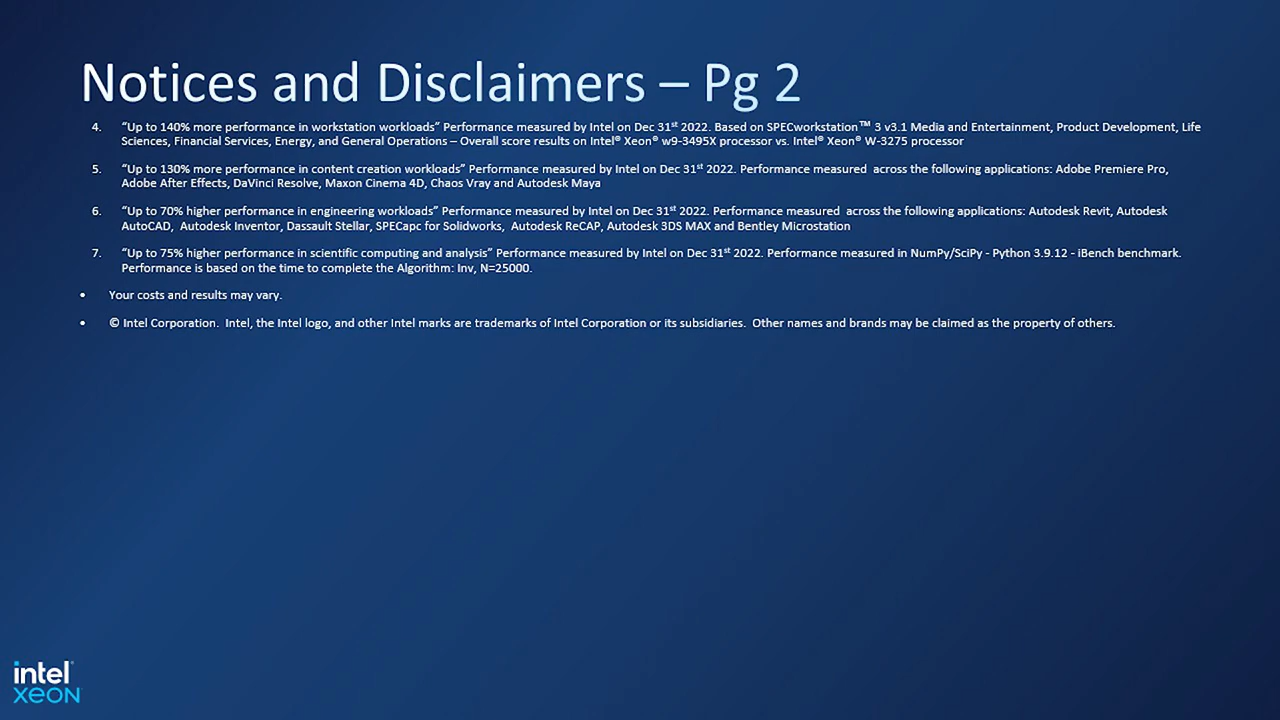 Notices and Disclaimers – Pg 2
4. “Up to 140% more performance in workstation workloads” Performance measured by Intel on Dec 31st 2022. Based on SPECworkstation™ 3 v3.1 Media and Entertainment, Product Development, Life
Sciences, Financial Services, Energy, and General Operations – Overall score results on Intel® Xeon® w9-3495X processor vs. Intel® Xeon® W-3275 processor
5. “Up to 130% more performance in content creation workloads” Performance measured by Intel on Dec 31st 2022. Performance measured across the following applications: Adobe Premiere Pro,
Adobe After Effects, DaVinci Resolve, Maxon Cinema 4D, Chaos Vray and Autodesk Maya
6. “Up to 70% higher performance in engineering workloads” Performance measured by Intel on Dec 31st 2022. Performance measured across the following applications: Autodesk Revit, Autodesk
AutoCAD, Autodesk Inventor, Dassault Stellar, SPECapc for Solidworks, Autodesk ReCAP, Autodesk 3DS MAX and Bentley Microstation
7. “Up to 75% higher performance in scientific computing and analysis” Performance measured by Intel on Dec 31st 2022. Performance measured in NumPy/SciPy - Python 3.9.12 - iBench benchmark.
Performance is based on the time to complete the Algorithm: Inv, N=25000.
• Your costs and results may vary.
• © Intel Corporation. Intel, the Intel logo, and other Intel marks are trademarks of Intel Corporation or its subsidiaries. Other names and brands may be claimed as the property of others.
intel
xeon